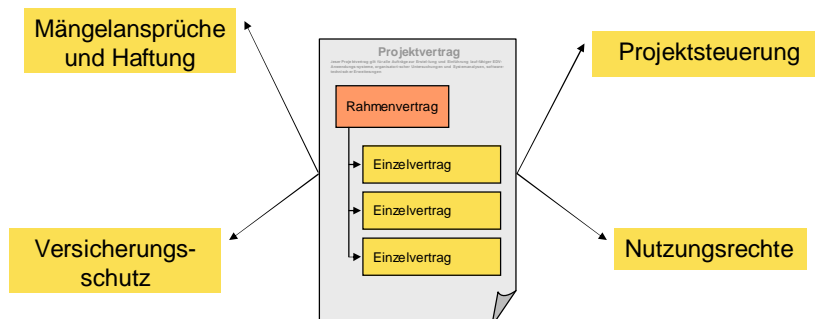 Mängelansprüche
und Haftung
Projektvertrag
Projektsteuerung
Rahmenvertrag
Einzelvertrag
Einzelvertrag
Einzelvertrag
Versicherungs-
schutz
Nutzungsrechte